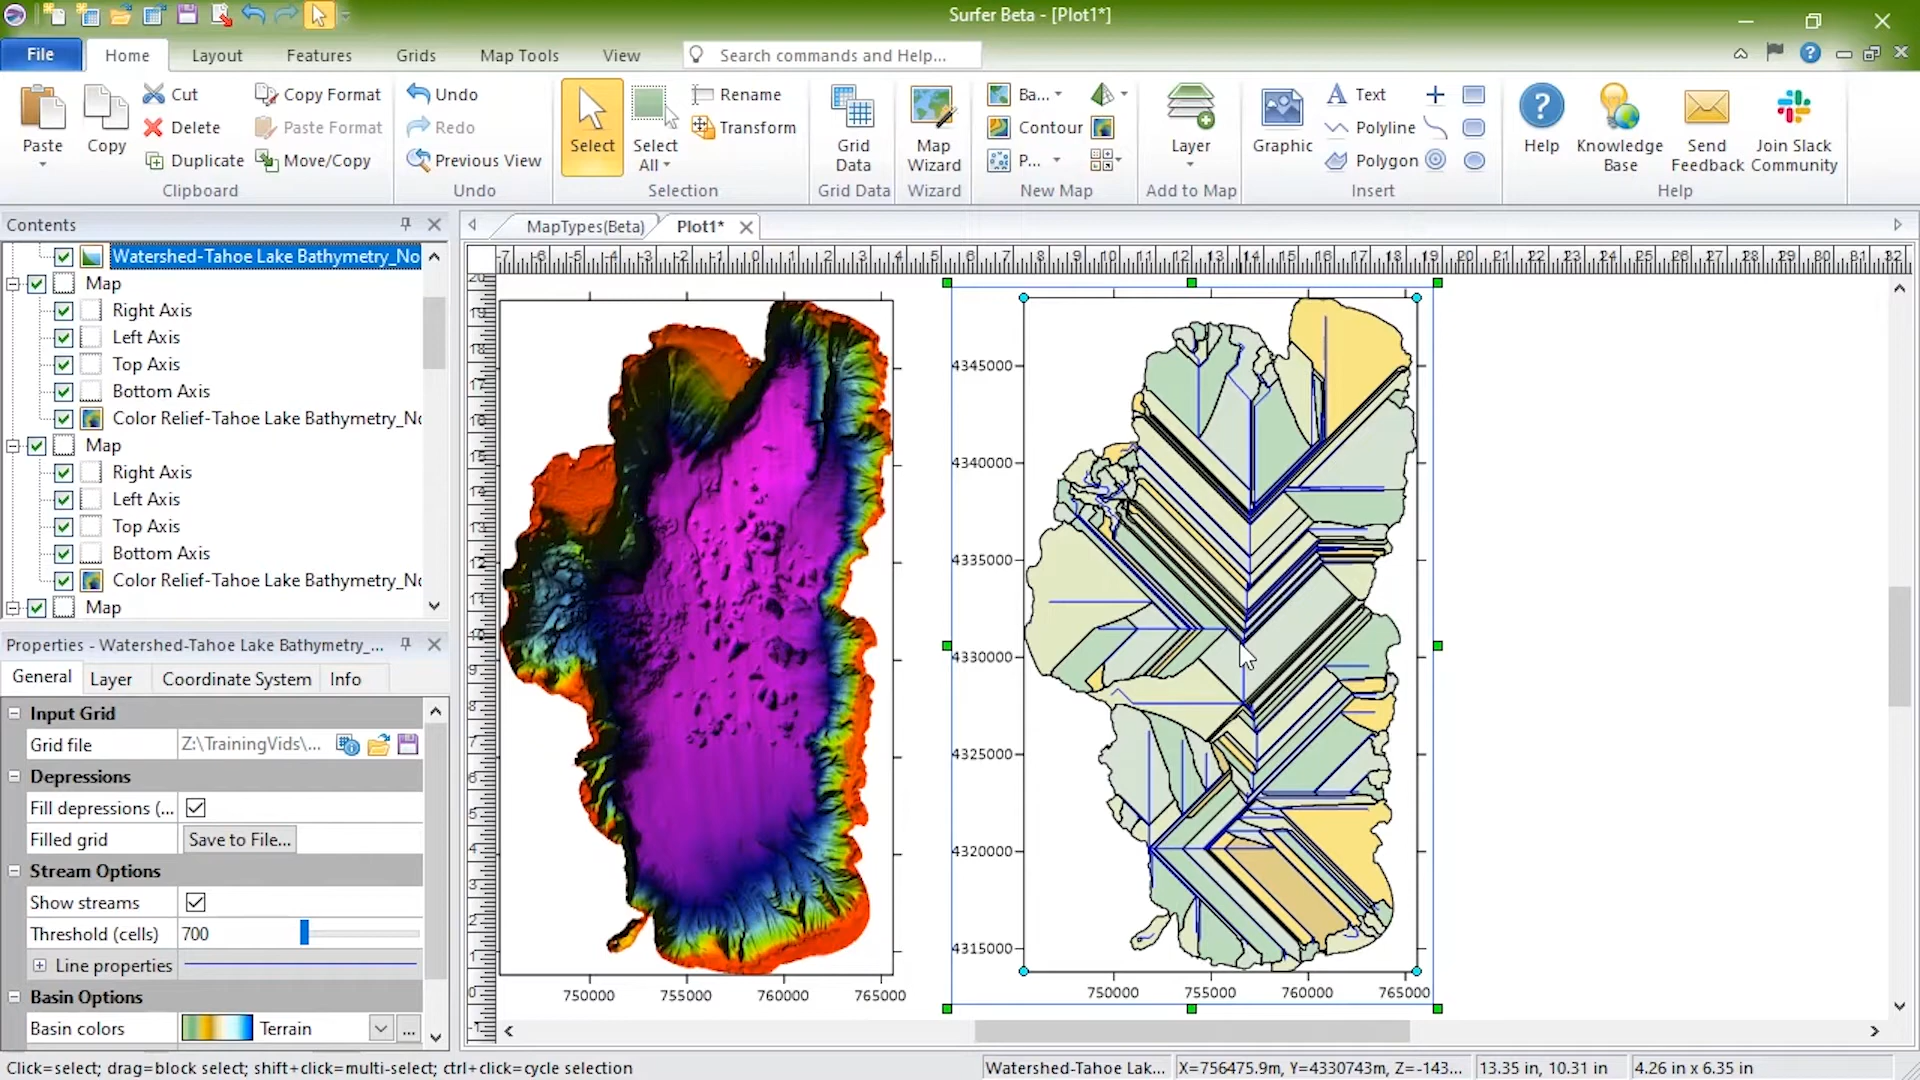 Surfer Beta - [Plot1*]
File Home Layout Features Grids Map Tools View Search commands and Help...
Paste
Copy
Cut
Delete
Duplicate
Copy Format
Paste Format
Move/Copy
Clipboard
Undo
Redo
Previous View
Undo
Select
Select All
Rename
Transform
Selection
Grid Data
Grid Data
Map Wizard
Wizard
Ba...
Contour
P...
New Map
Layer
Add to Map
Graphic
Text
Polyline
Polygon
Insert
Help
Knowledge Base
Send Feedback
Join Slack Community
Help
Contents
Watershed-Tahoe Lake Bathymetry_No
Map
Right Axis
Left Axis
Top Axis
Bottom Axis
Color Relief-Tahoe Lake Bathymetry_No
Map
Right Axis
Left Axis
Top Axis
Bottom Axis
Color Relief-Tahoe Lake Bathymetry_No
Map
Properties - Watershed-Tahoe Lake Bathymetry_...
General Layer Coordinate System Info
Input Grid
Grid file Z:\TrainingVids\...
Depressions
Fill depressions (...
Filled grid Save to File...
Stream Options
Show streams
Threshold (cells) 700
Line properties
Basin Options
Basin colors Terrain ...
MapTypes(Beta) Plot1*
750000 755000 760000 765000
4345000
4340000
4335000
4330000
4325000
4320000
4315000
750000 755000 760000 765000
Click=select; drag=block select; shift+click=multi-select; ctrl+click=cycle selection
Watershed-Tahoe Lak... X=756475.9m, Y=4330743m, Z=-143... 13.35 in, 10.31 in 4.26 in x 6.35 in